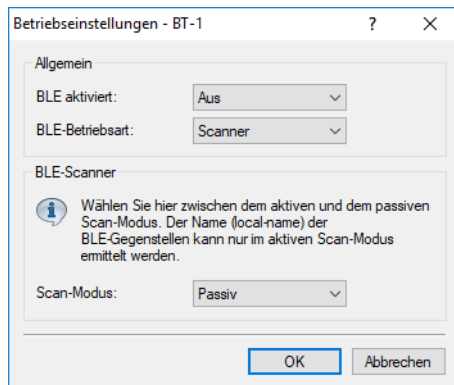 Betriebseinstellungen - BT-1 ?
Allgemein
BLE aktiviert: Aus
BLE-Betriebsart: Scanner
BLE-Scanner
Wählen Sie hier zwischen dem aktiven und dem passiven
Scan-Modus. Der Name (local-name) der
BLE-Gegenstellen kann nur im aktiven Scan-Modus
ermittelt werden.
Scan-Modus: Passiv
OK Abbrechen